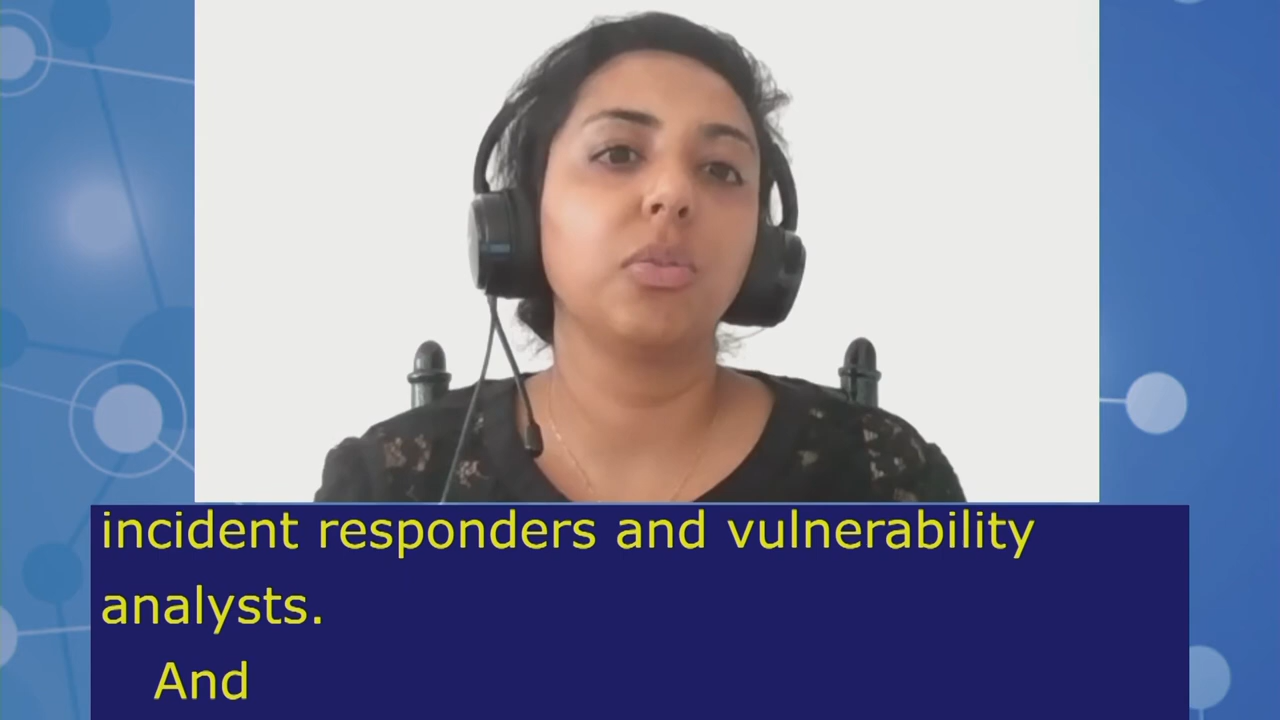 incident responders and vulnerability
analysts.
And